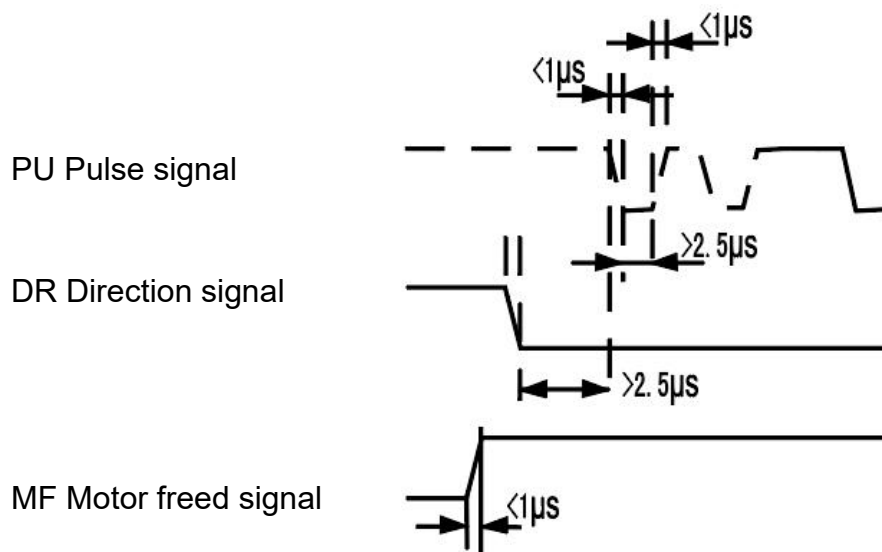 <1μs
<1μs
PU Pulse signal
>2.5μs
DR Direction signal
>2.5μs
MF Motor freed signal
<1μs